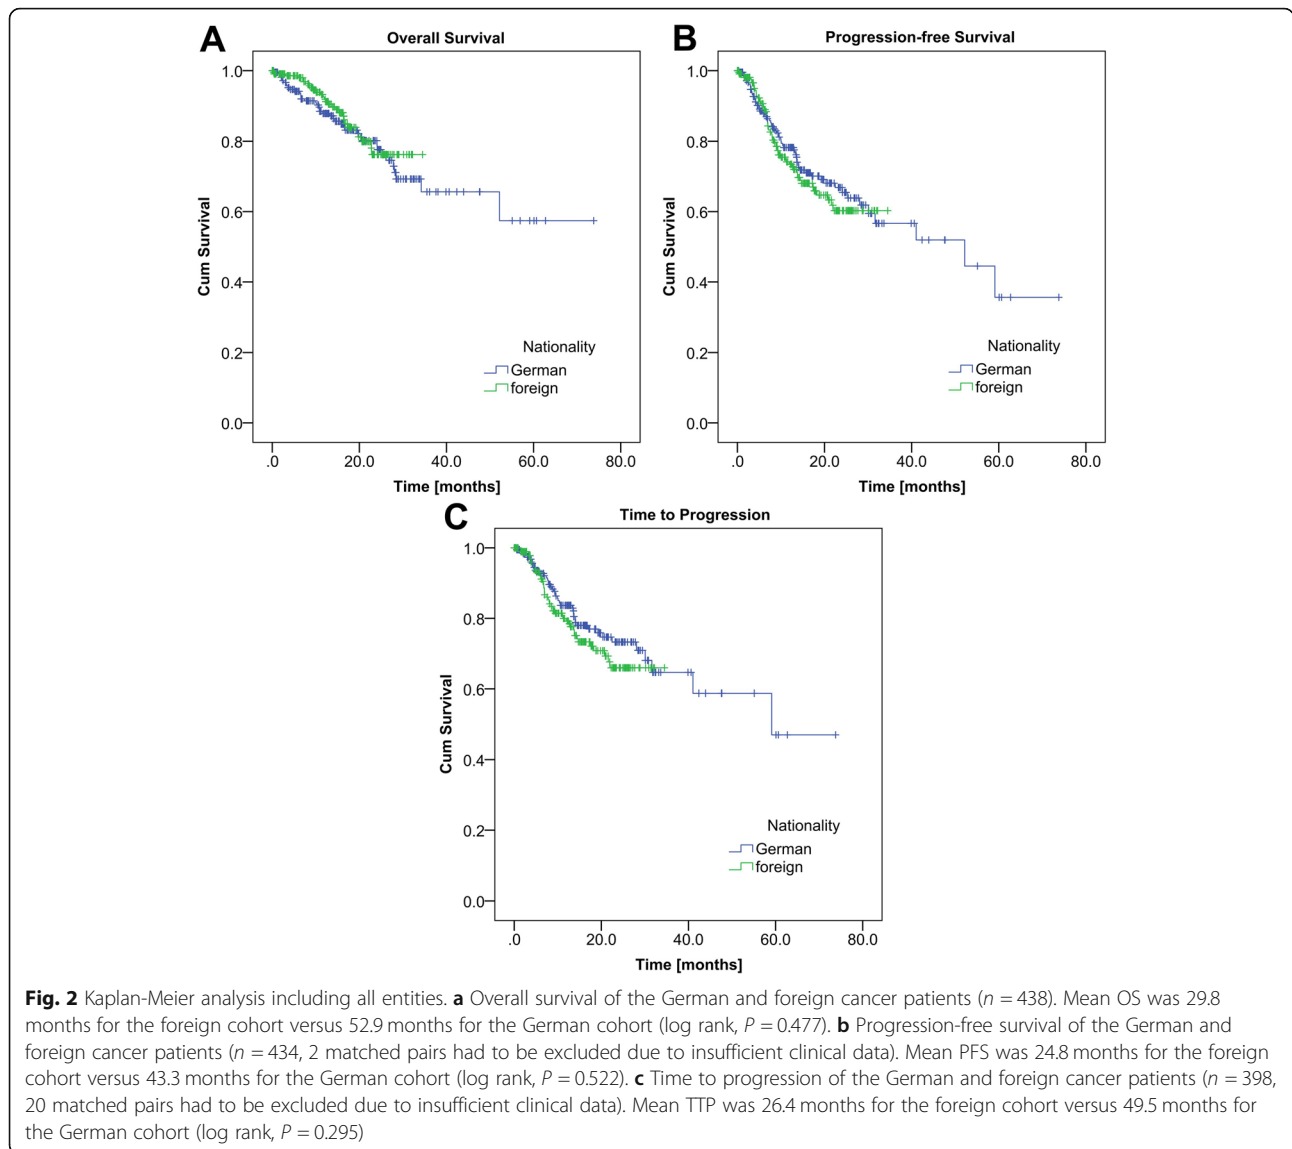 A
Overall Survival
1.0
0.8
0.6
0.4
0.2
0.0
Cum Survival
Nationality
German
foreign
.0 20.0 40.0 60.0 80.0
Time [months]
B
Progression-free Survival
1.0
0.8
0.6
0.4
0.2
0.0
Cum Survival
Nationality
German
foreign
.0 20.0 40.0 60.0 80.0
Time [months]
C
Time to Progression
1.0
0.8
0.6
0.4
0.2
0.0
Cum Survival
Nationality
German
foreign
.0 20.0 40.0 60.0 80.0
Time [months]
Fig. 2 Kaplan-Meier analysis including all entities. a Overall survival of the German and foreign cancer patients (n = 438). Mean OS was 29.8
months for the foreign cohort versus 52.9 months for the German cohort (log rank, P = 0.477). b Progression-free survival of the German and
foreign cancer patients (n = 434, 2 matched pairs had to be excluded due to insufficient clinical data). Mean PFS was 24.8 months for the foreign
cohort versus 43.3 months for the German cohort (log rank, P = 0.522). c Time to progression of the German and foreign cancer patients (n = 398,
20 matched pairs had to be excluded due to insufficient clinical data). Mean TTP was 26.4 months for the foreign cohort versus 49.5 months for
the German cohort (log rank, P = 0.295)